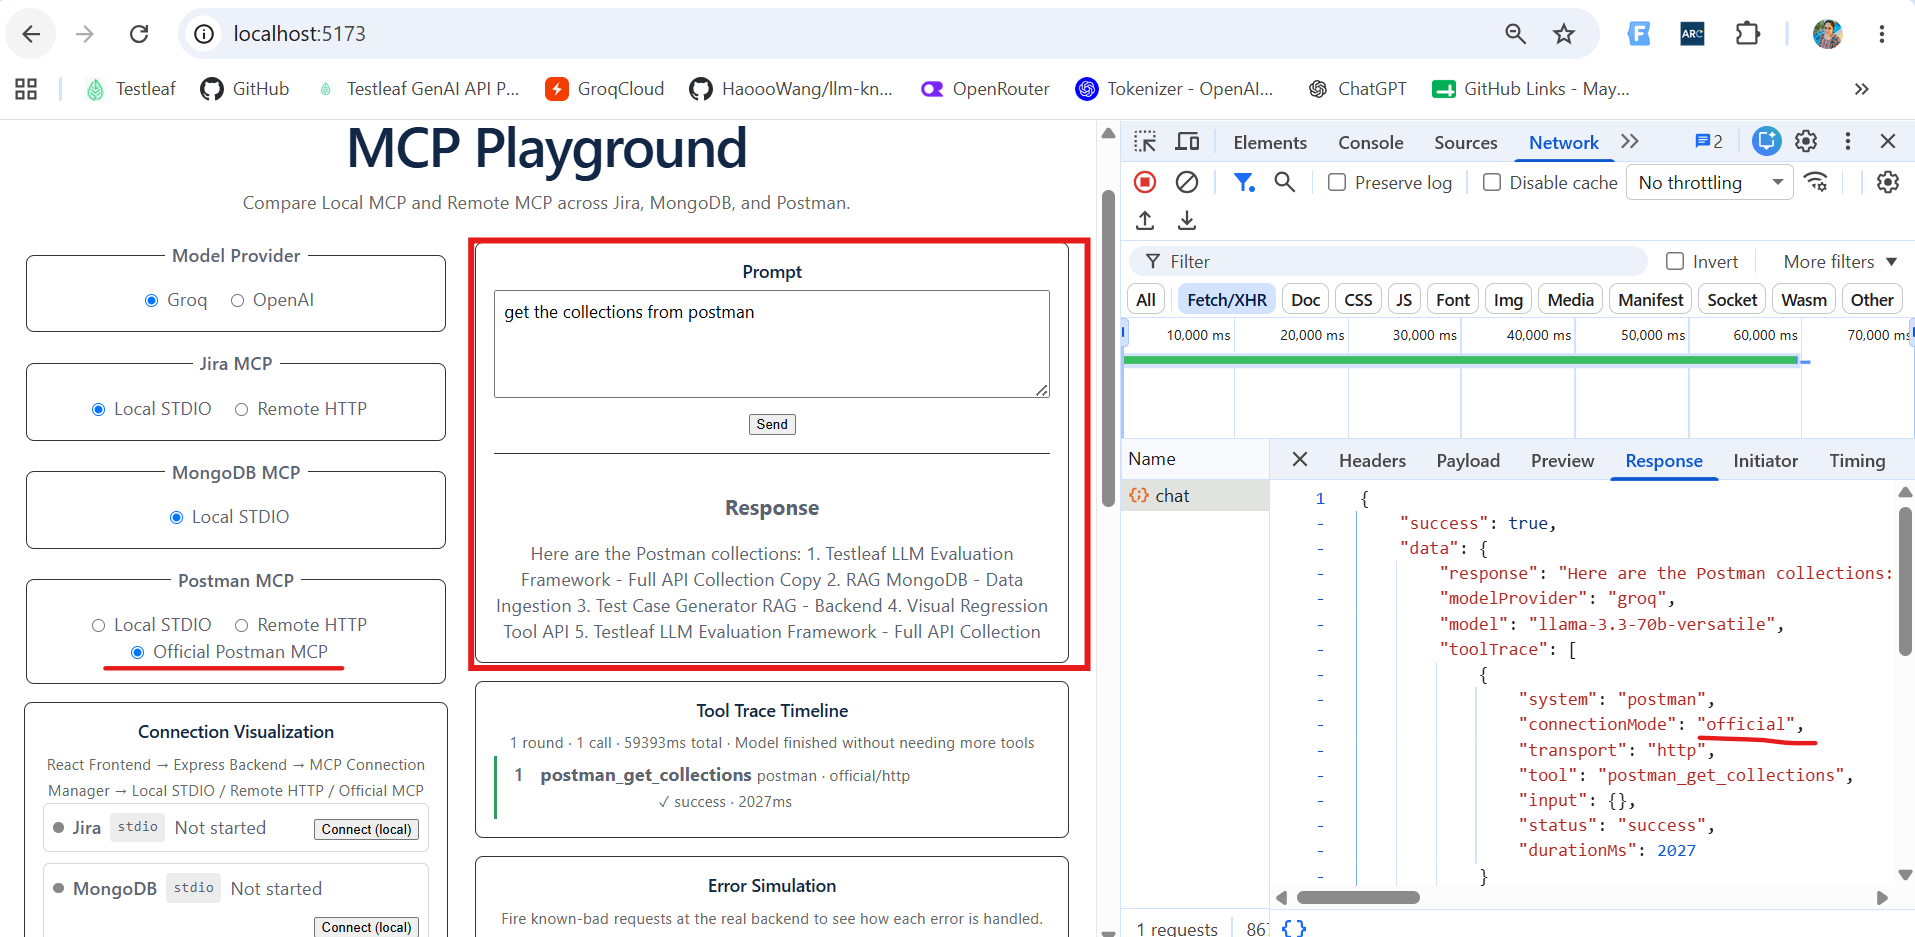 localhost:5173
Testleaf
GitHub
Testleaf GenAI API P...
GroqCloud
HaoooWang/llm-kn...
OpenRouter
Tokenizer - OpenAI...
ChatGPT
GitHub Links - May...
»
F
ARC
MCP Playground
Compare Local MCP and Remote MCP across Jira, MongoDB, and Postman.
Model Provider
Groq OpenAI
Jira MCP
Local STDIO Remote HTTP
MongoDB MCP
Local STDIO
Postman MCP
Local STDIO Remote HTTP
Official Postman MCP
Connection Visualization
React Frontend → Express Backend → MCP Connection
Manager → Local STDIO / Remote HTTP / Official MCP
Jira stdio Not started Connect (local)
MongoDB stdio Not started
Connect (local)
Prompt
get the collections from postman
Send
Response
Here are the Postman collections: 1. Testleaf LLM Evaluation
Framework - Full API Collection Copy 2. RAG MongoDB - Data
Ingestion 3. Test Case Generator RAG - Backend 4. Visual Regression
Tool API 5. Testleaf LLM Evaluation Framework - Full API Collection
Tool Trace Timeline
1 round · 1 call · 59393ms total · Model finished without needing more tools
1 postman_get_collections postman · official/http
✓ success · 2027ms
Error Simulation
Fire known-bad requests at the real backend to see how each error is handled.
Elements Console Sources Network » 2
Preserve log Disable cache No throttling
Filter Invert More filters
All Fetch/XHR Doc CSS JS Font Img Media Manifest Socket Wasm Other
10,000 ms 20,000 ms 30,000 ms 40,000 ms 50,000 ms 60,000 ms 70,000 ms
Name
chat
Headers Payload Preview Response Initiator Timing
1 {
- "success": true,
- "data": {
- "response": "Here are the Postman collections:
- "modelProvider": "groq",
- "model": "llama-3.3-70b-versatile",
- "toolTrace": [
- {
- "system": "postman",
- "connectionMode": "official",
- "transport": "http",
- "tool": "postman_get_collections",
- "input": {},
- "status": "success",
- "durationMs": 2027
- }
1 requests 867 {}